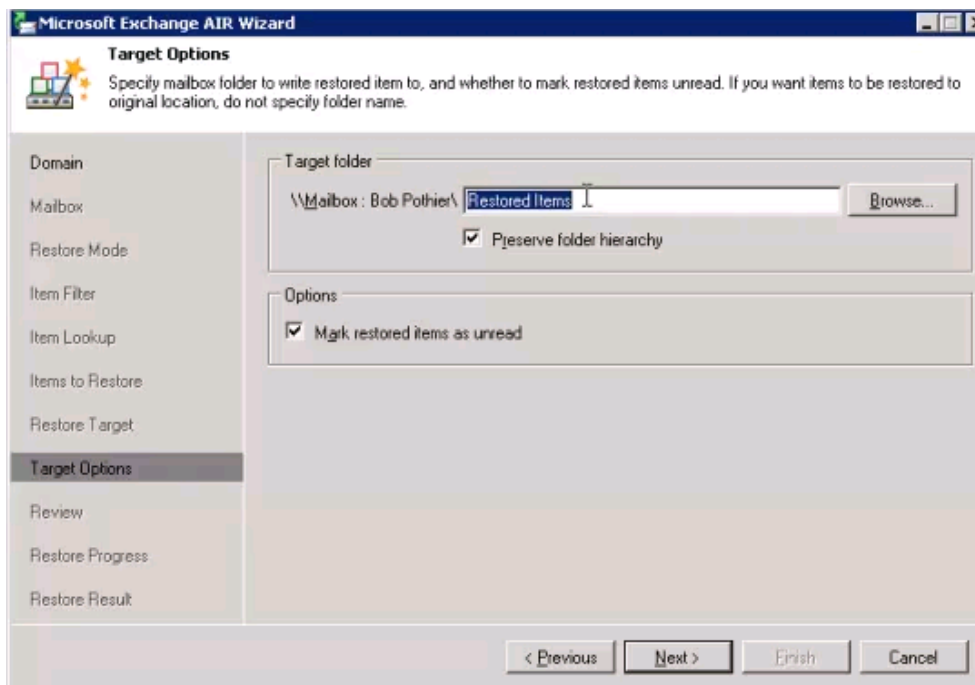 Microsoft Exchange AIR Wizard
Target Options
Specify mailbox folder to write restored item to, and whether to mark restored items unread. If you want items to be restored to
original location, do not specify folder name.
Domain
Mailbox
Restore Mode
Item Filter
Item Lookup
Items to Restore
Restore Target
Target Options
Review
Restore Progress
Restore Result
Target folder
\\Mailbox : Bob Pothier\ Restored Items Browse...
Preserve folder hierarchy
Options
Mark restored items as unread
< Previous Next > Finish Cancel